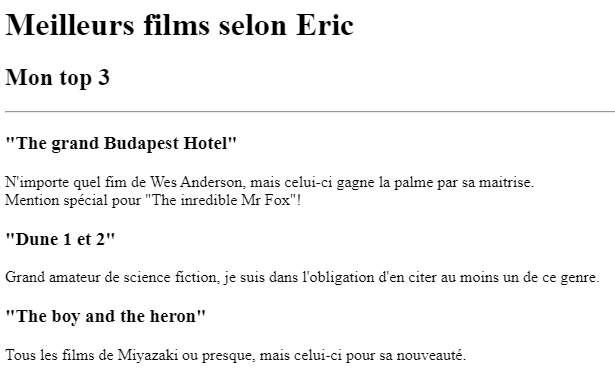 Meilleurs films selon Eric
Mon top 3
"The grand Budapest Hotel"
N'importe quel fim de Wes Anderson, mais celui-ci gagne la palme par sa maitrise.
Mention spécial pour "The inredible Mr Fox"!
"Dune 1 et 2"
Grand amateur de science fiction, je suis dans l'obligation d'en citer au moins un de ce genre.
"The boy and the heron"
Tous les films de Miyazaki ou presque, mais celui-ci pour sa nouveauté.